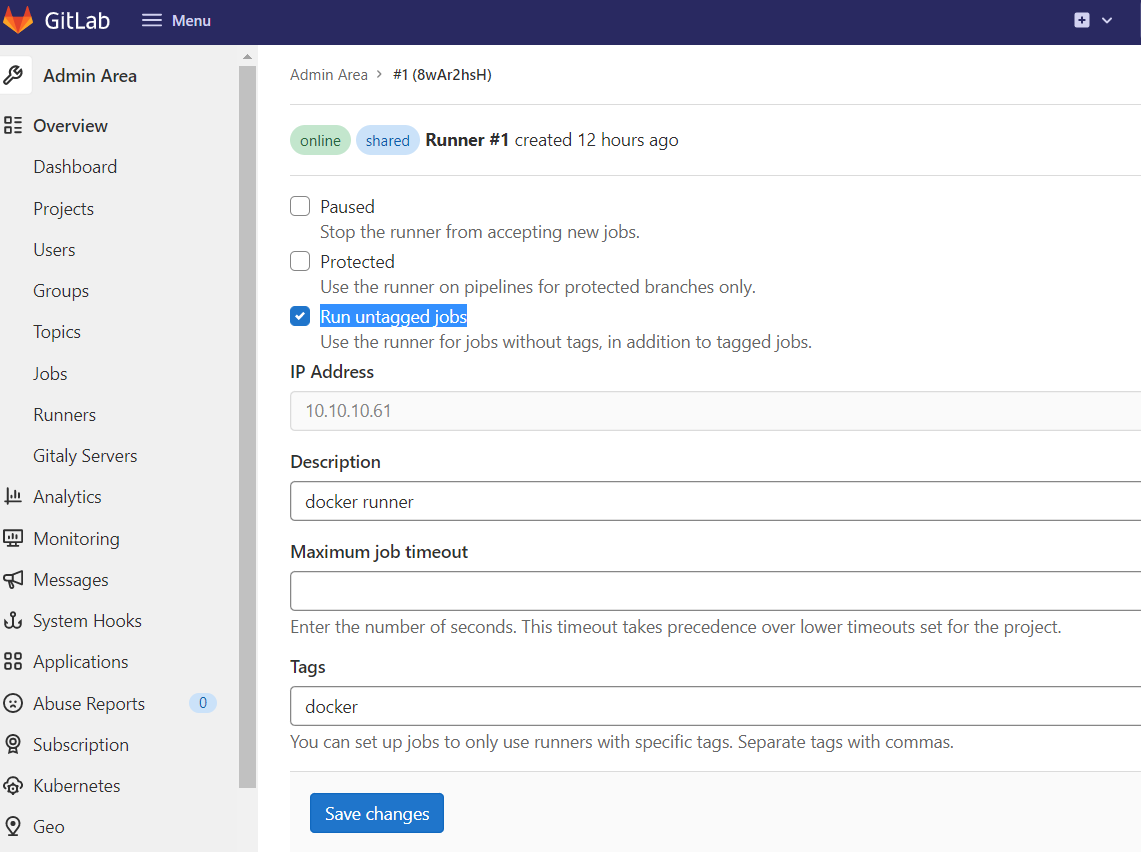 GitLab
Menu
Admin Area
Overview
Dashboard
Projects
Users
Groups
Topics
Jobs
Runners
Gitaly Servers
Analytics
Monitoring
Messages
System Hooks
Applications
Abuse Reports 0
Subscription
Kubernetes
Geo
Admin Area > #1 (8wAr2hsH)
online shared Runner #1 created 12 hours ago
Paused
Stop the runner from accepting new jobs.
Protected
Use the runner on pipelines for protected branches only.
Run untagged jobs
Use the runner for jobs without tags, in addition to tagged jobs.
IP Address
10.10.10.61
Description
docker runner
Maximum job timeout
Enter the number of seconds. This timeout takes precedence over lower timeouts set for the project.
Tags
docker
You can set up jobs to only use runners with specific tags. Separate tags with commas.
Save changes